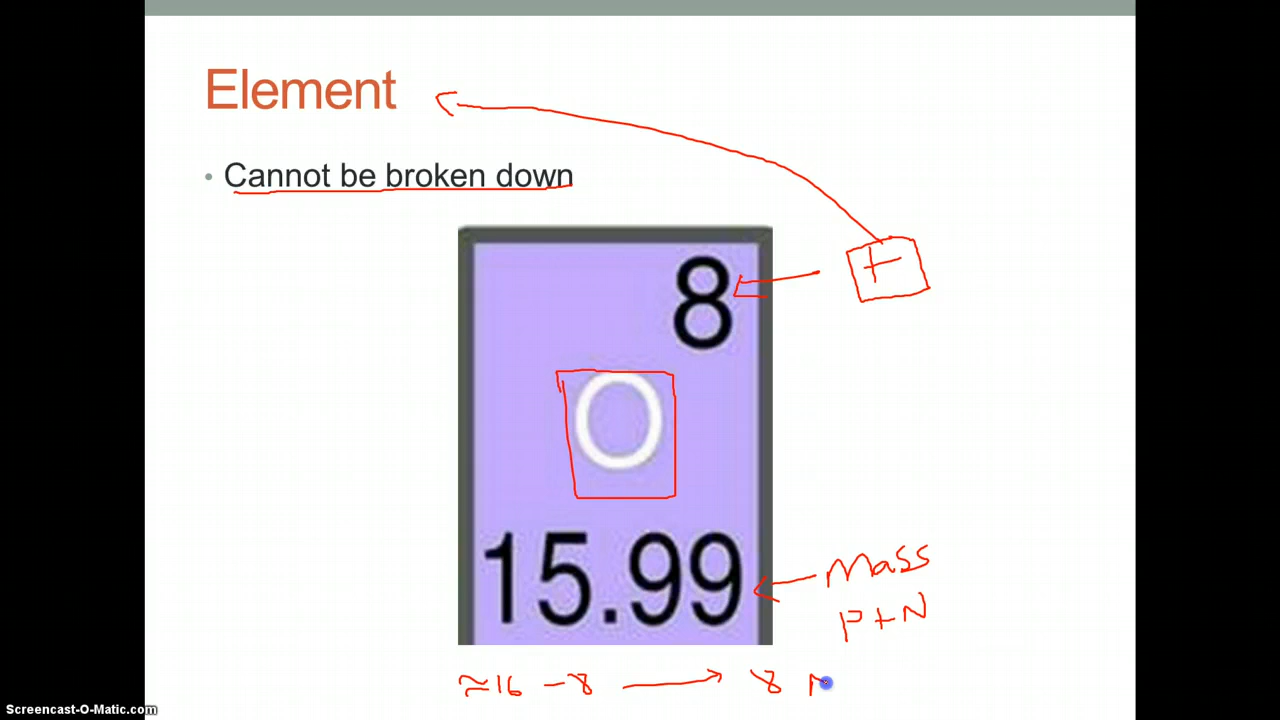 Element
• Cannot be broken down
8
+
O
15.99
Mass
P+N
≈16 – 8 → 8
Screencast-O-Matic.com